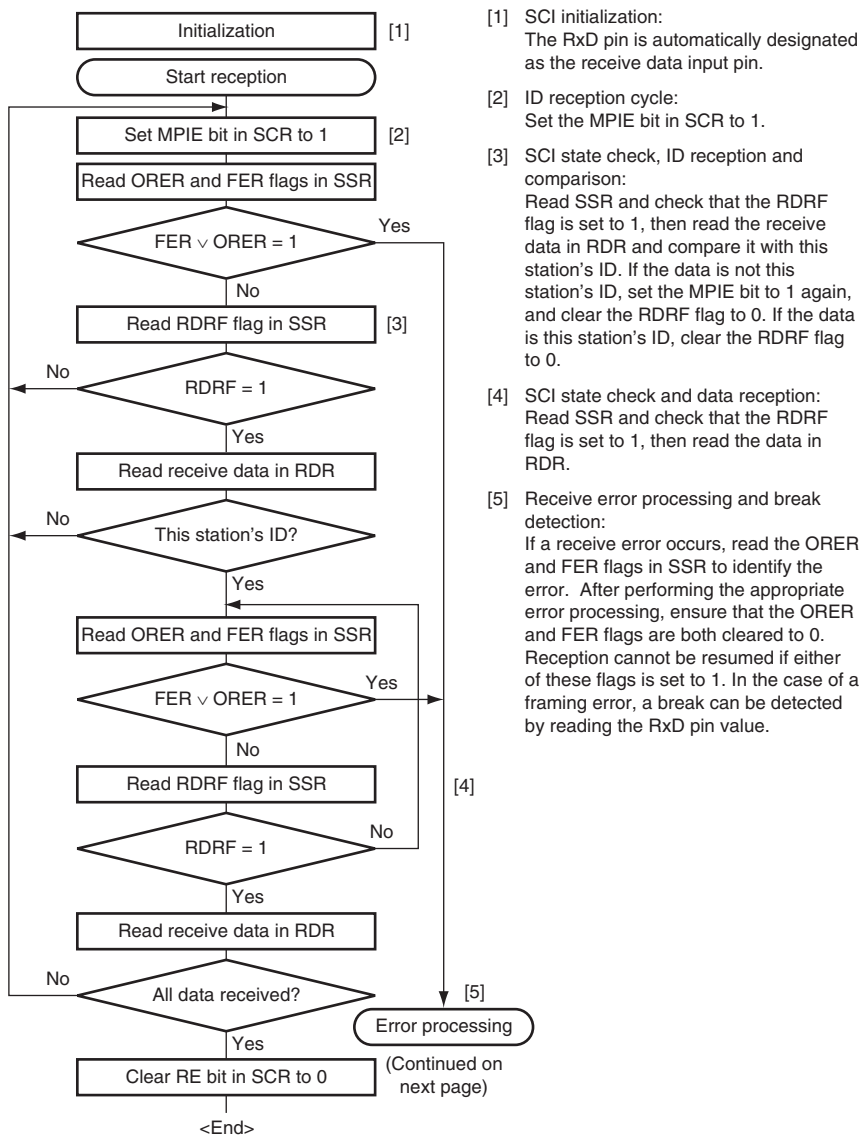 Initialization
[1]
Start reception
Set MPIE bit in SCR to 1
[2]
Read ORER and FER flags in SSR
Yes
FER ∨ ORER = 1
No
Read RDRF flag in SSR
[3]
No
RDRF = 1
Yes
Read receive data in RDR
No
This station's ID?
Yes
Read ORER and FER flags in SSR
Yes
FER ∨ ORER = 1
No
Read RDRF flag in SSR
[4]
No
RDRF = 1
Yes
Read receive data in RDR
No
All data received?
[5]
Error processing
Yes
(Continued on
next page)
Clear RE bit in SCR to 0
<End>
[1] SCI initialization:
The RxD pin is automatically designated
as the receive data input pin.
[2] ID reception cycle:
Set the MPIE bit in SCR to 1.
[3] SCI state check, ID reception and
comparison:
Read SSR and check that the RDRF
flag is set to 1, then read the receive
data in RDR and compare it with this
station's ID. If the data is not this
station's ID, set the MPIE bit to 1 again,
and clear the RDRF flag to 0. If the data
is this station's ID, clear the RDRF flag
to 0.
[4] SCI state check and data reception:
Read SSR and check that the RDRF
flag is set to 1, then read the data in
RDR.
[5] Receive error processing and break
detection:
If a receive error occurs, read the ORER
and FER flags in SSR to identify the
error. After performing the appropriate
error processing, ensure that the ORER
and FER flags are both cleared to 0.
Reception cannot be resumed if either
of these flags is set to 1. In the case of a
framing error, a break can be detected
by reading the RxD pin value.